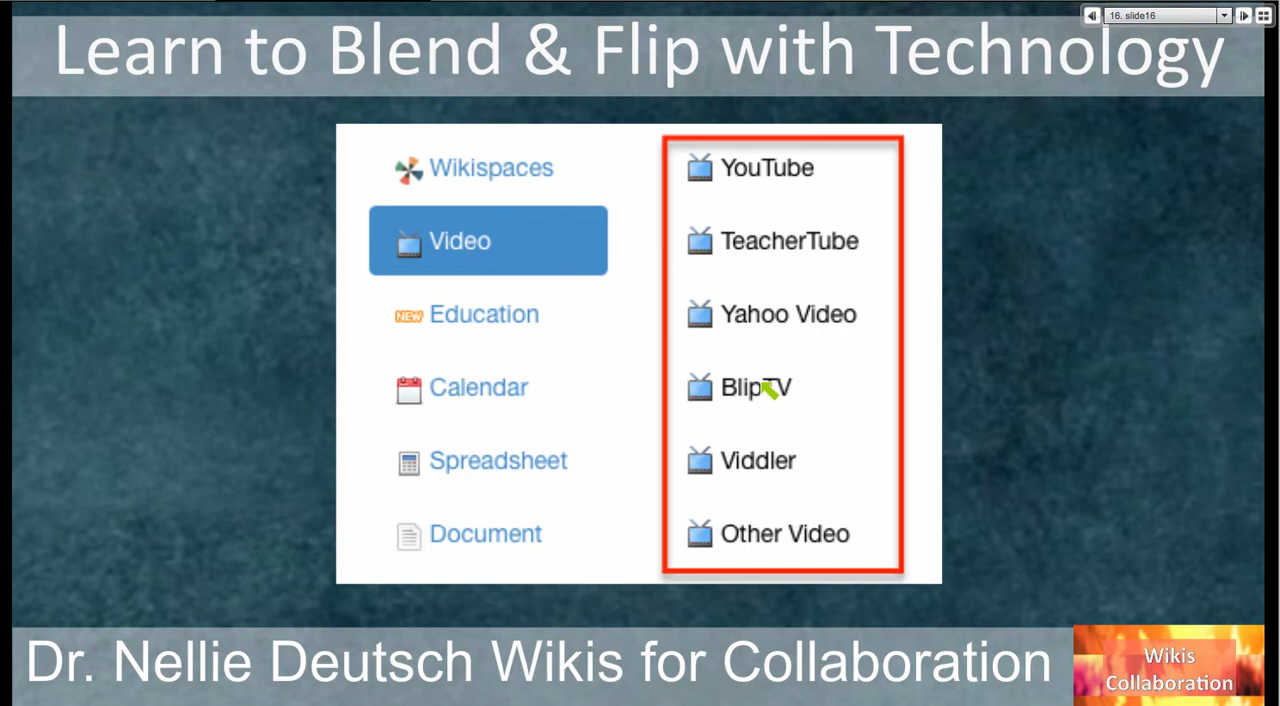 16. slide16
Learn to Blend & Flip with Technology
Wikispaces
Video
NEW Education
Calendar
Spreadsheet
Document
YouTube
TeacherTube
Yahoo Video
BlipTV
Viddler
Other Video
Dr. Nellie Deutsch Wikis for Collaboration
Wikis
Collaboration